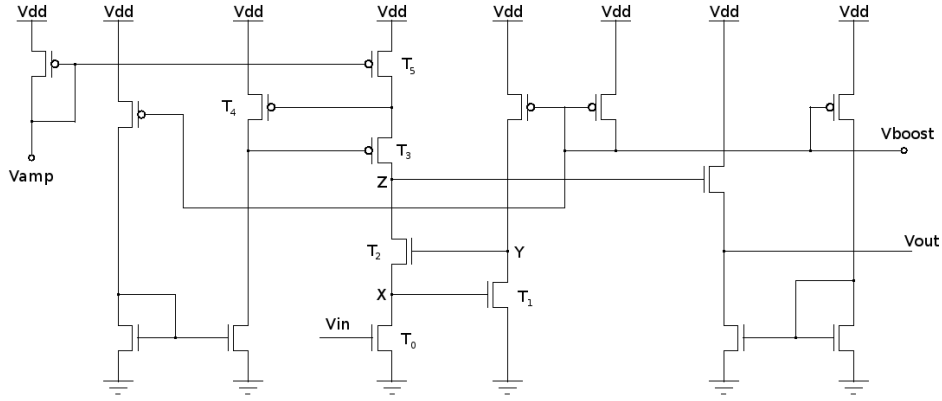 Vdd Vdd Vdd Vdd Vdd Vdd Vdd Vdd
T5
T4
Vboost
T3
Vamp
Z
Vout
T2
Y
X
T1
Vin
T0